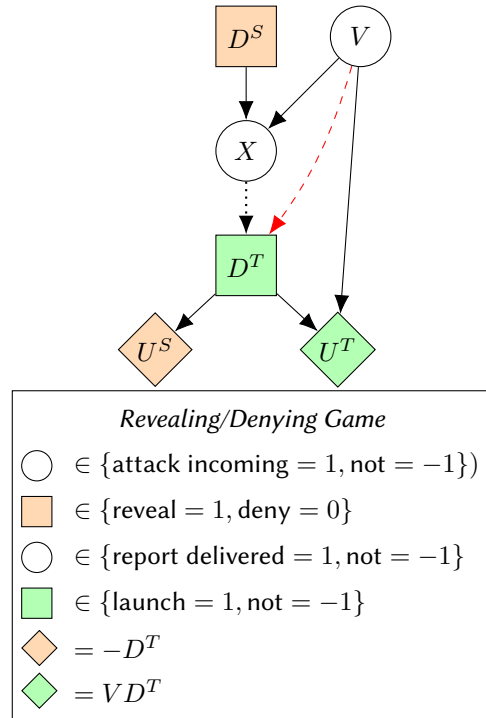 D^S
V
X
D^T
U^S
U^T
Revealing/Denying Game
∈ {attack incoming = 1, not = −1})
∈ {reveal = 1, deny = 0}
∈ {report delivered = 1, not = −1}
∈ {launch = 1, not = −1}
= −D^T
= VD^T